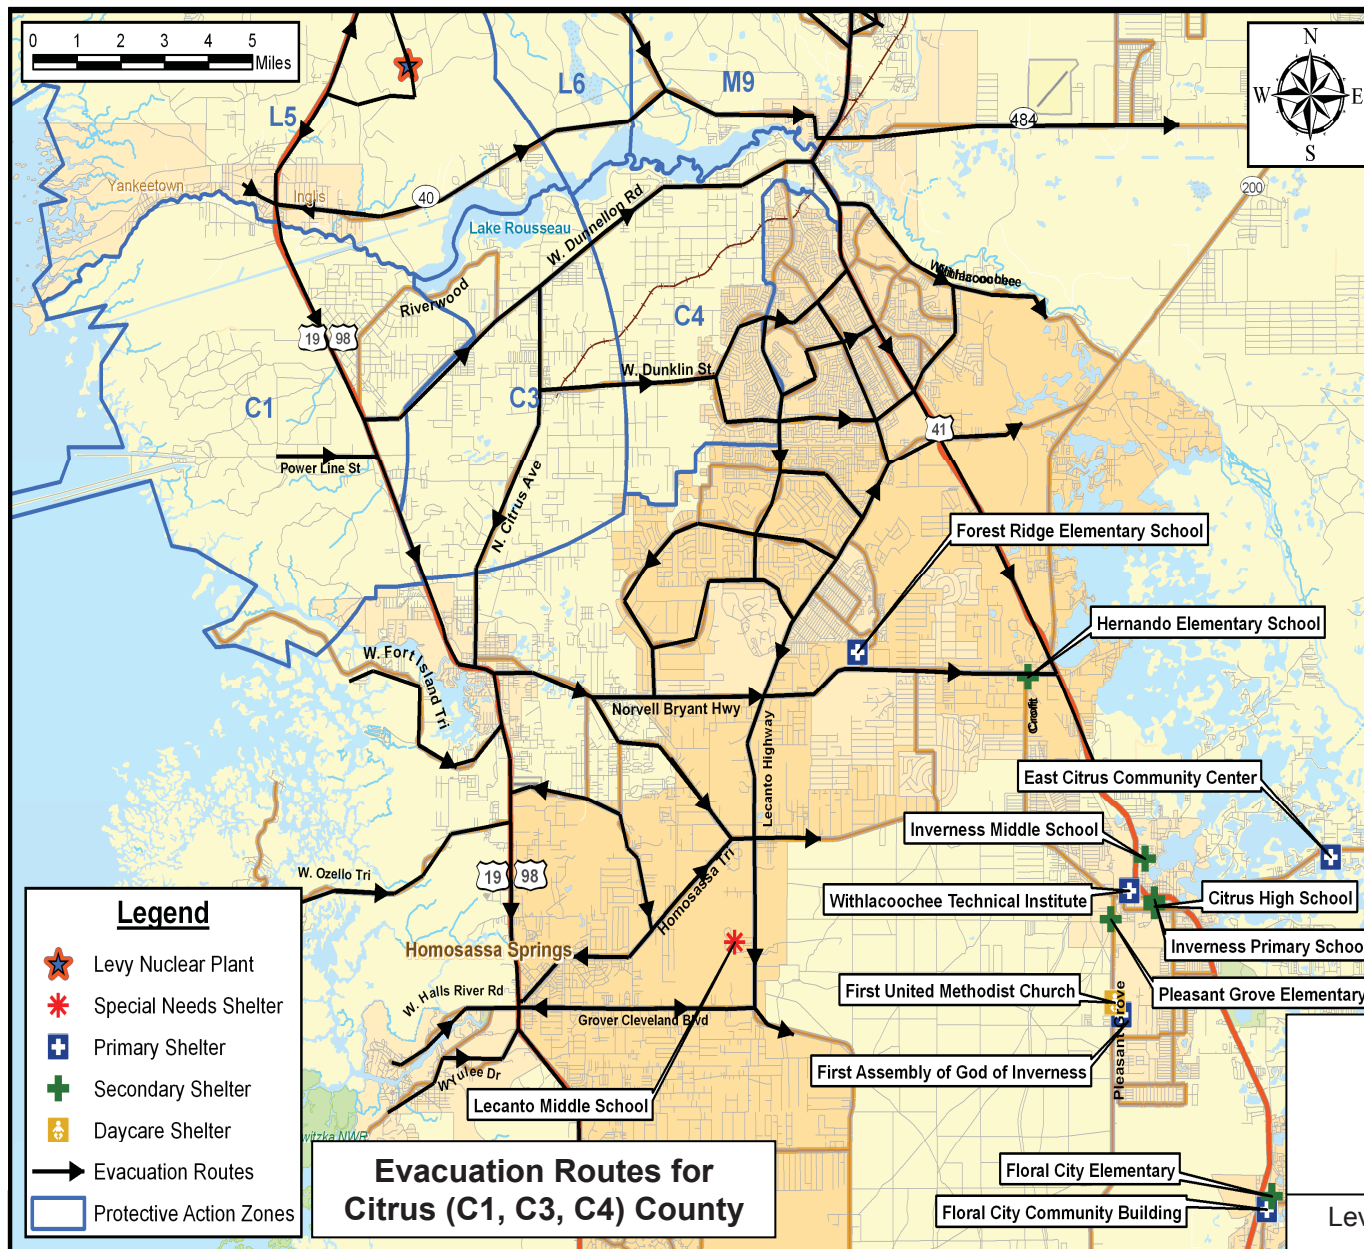 0 1 2 3 4 5
Miles
N
W E
S
L5
L6
M9
484
200
Yankeetown
Inglis
40
Lake Rousseau
W. Dunnellon Rd
Withlacoochee
Riverwood
19 98
C4
C1
C3
W. Dunklin St
41
Power Line St
N. Citrus Ave
Forest Ridge Elementary School
Hernando Elementary School
W. Fort Island Trl
Norvell Bryant Hwy
Croft
Lecanto Highway
East Citrus Community Center
Inverness Middle School
W. Ozello Trl
19 98
Homosassa Trl
Withlacoochee Technical Institute
Citrus High School
Homosassa Springs
Inverness Primary Schoo
W. Halls River Rd
First United Methodist Church
Pleasant Grove Elementary
Grover Cleveland Blvd
Pleasant Grove
W Yulee Dr
First Assembly of God of Inverness
Lecanto Middle School
witzka NWR
Floral City Elementary
Floral City Community Building
Legend
Levy Nuclear Plant
Special Needs Shelter
Primary Shelter
Secondary Shelter
Daycare Shelter
Evacuation Routes
Protective Action Zones
Evacuation Routes for
Citrus (C1, C3, C4) County
Lev